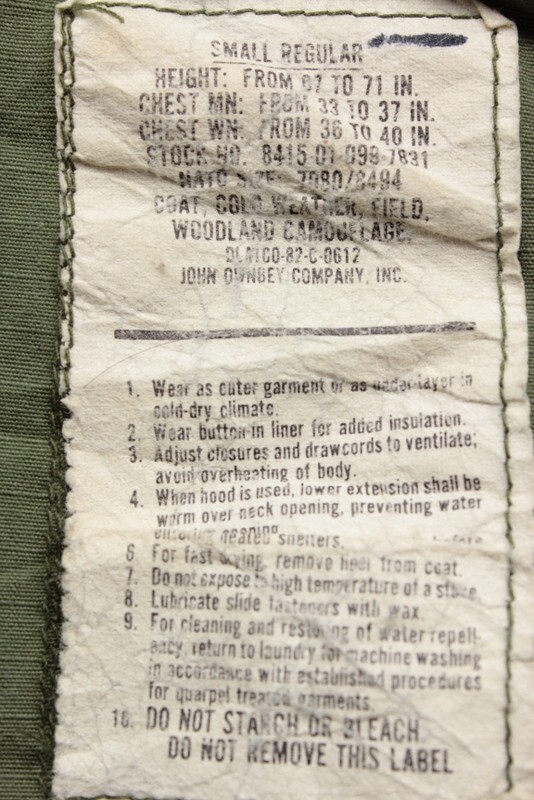 SMALL REGULAR
HEIGHT: FROM 67 TO 71 IN.
CHEST MN: FROM 33 TO 37 IN.
CHEST WN: FROM 36 TO 40 IN.
STOCK NO. 8415-01-099-7831
NATO SIZE: 7080/8494
COAT, COLD WEATHER, FIELD,
WOODLAND CAMOUFLAGE.
DLA100-82-C-0612
JOHN OWNBEY COMPANY, INC.
1. Wear as outer garment or as under layer in
cold-dry climate.
2. Wear button-in liner for added insulation.
3. Adjust closures and drawcords to ventilate;
avoid overheating of body.
4. When hood is used, lower extension shall be
worn over neck opening, preventing water
entering
heated shelters. before
6. For fast drying, remove liner from coat.
7. Do not expose to high temperature of a stove.
8. Lubricate slide fasteners with wax.
9. For cleaning and restoring of water repell-
ency, return to laundry for machine washing
in accordance with established procedures
for quarpel treated garments.
10. DO NOT STARCH OR BLEACH
DO NOT REMOVE THIS LABEL